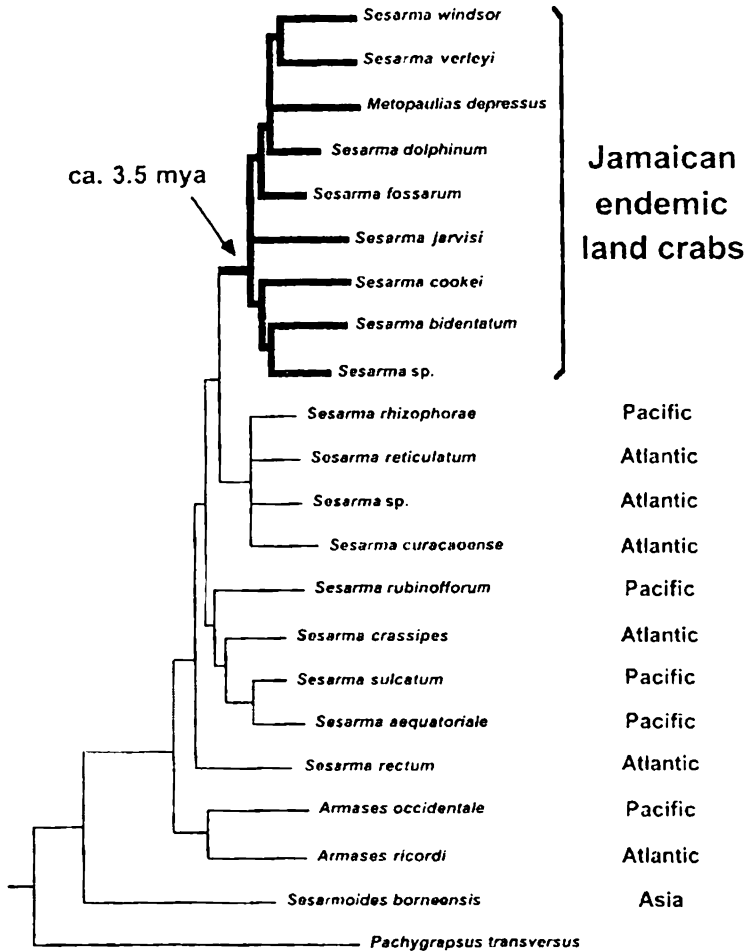 Sesarma windsor
Sesarma verleyi
Metopaulias depressus
Sesarma dolphinum
ca. 3.5 mya
Sesarma fossarum
Sesarma jarvisi
Sesarma cookei
Sesarma bidentatum
Sesarma sp.
Jamaican
endemic
land crabs
Sesarma rhizophorae Pacific
Sesarma reticulatum Atlantic
Sesarma sp. Atlantic
Sesarma curacaoense Atlantic
Sesarma rubinofforum Pacific
Sesarma crassipes Atlantic
Sesarma sulcatum Pacific
Sesarma aequatoriale Pacific
Sesarma rectum Atlantic
Armases occidentale Pacific
Armases ricordi Atlantic
Sesarmoides borneensis Asia
Pachygrapsus transversus